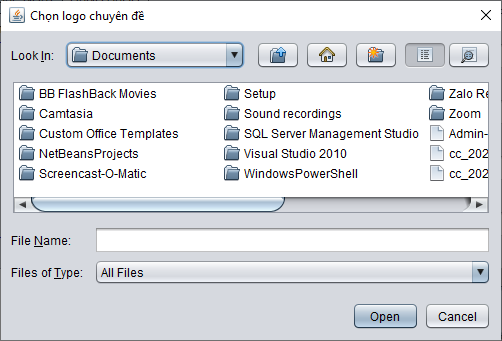 Chọn logo chuyên đề
Look In: Documents
BB FlashBack Movies
Camtasia
Custom Office Templates
NetBeansProjects
Screencast-O-Matic
Setup
Sound recordings
SQL Server Management Studio
Visual Studio 2010
WindowsPowerShell
Zalo Re
Zoom
Admin-
cc_202
cc_202
File Name:
Files of Type: All Files
Open Cancel